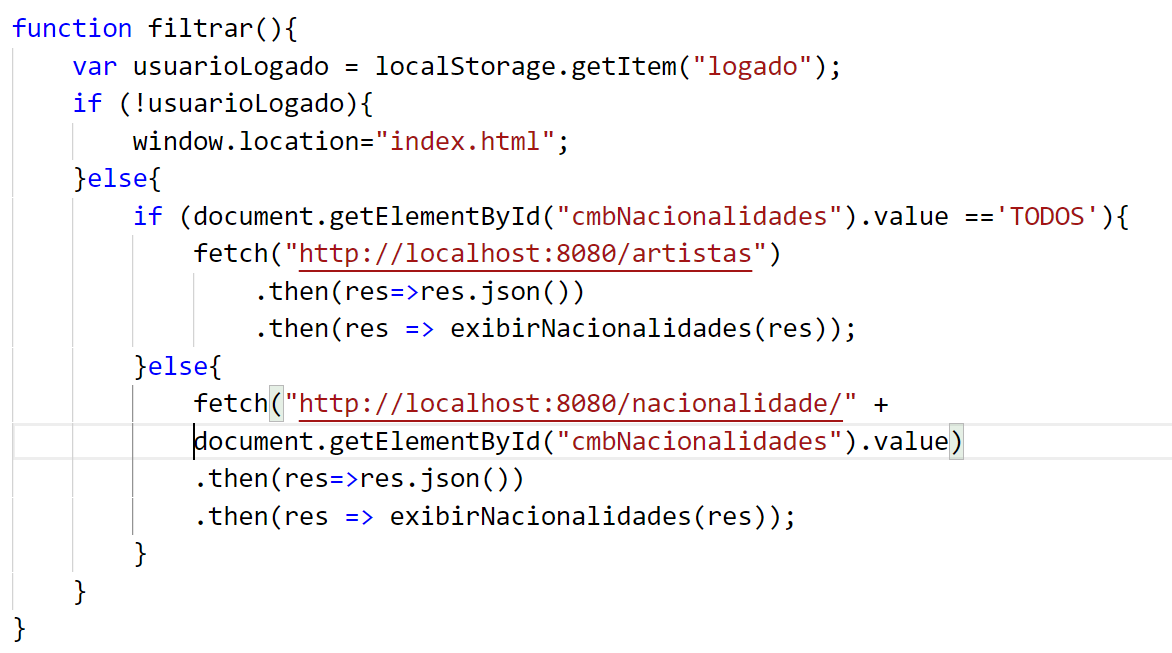 function filtrar(){
    var usuarioLogado = localStorage.getItem("logado");
    if (!usuarioLogado){
        window.location="index.html";
    }else{
        if (document.getElementById("cmbNacionalidades").value =='TODOS'){
            fetch("http://localhost:8080/artistas")
                .then(res=>res.json())
                .then(res => exibirNacionalidades(res));
        }else{
            fetch("http://localhost:8080/nacionalidade/" +
            document.getElementById("cmbNacionalidades").value)
            .then(res=>res.json())
            .then(res => exibirNacionalidades(res));
        }
    }
}